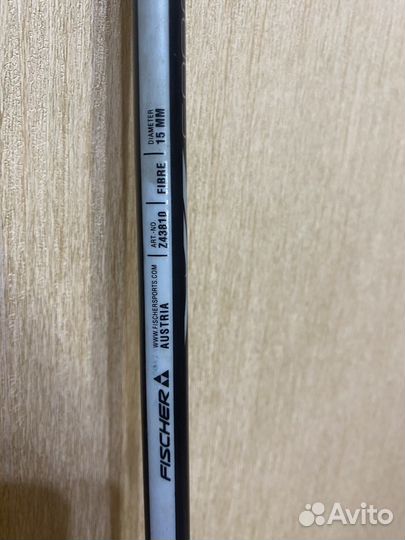 FISCHER
WWW.FISCHERSPORTS.COM
AUSTRIA
ART.-NO
Z43810
FIBRE
DIAMETER
15 MM
Avito